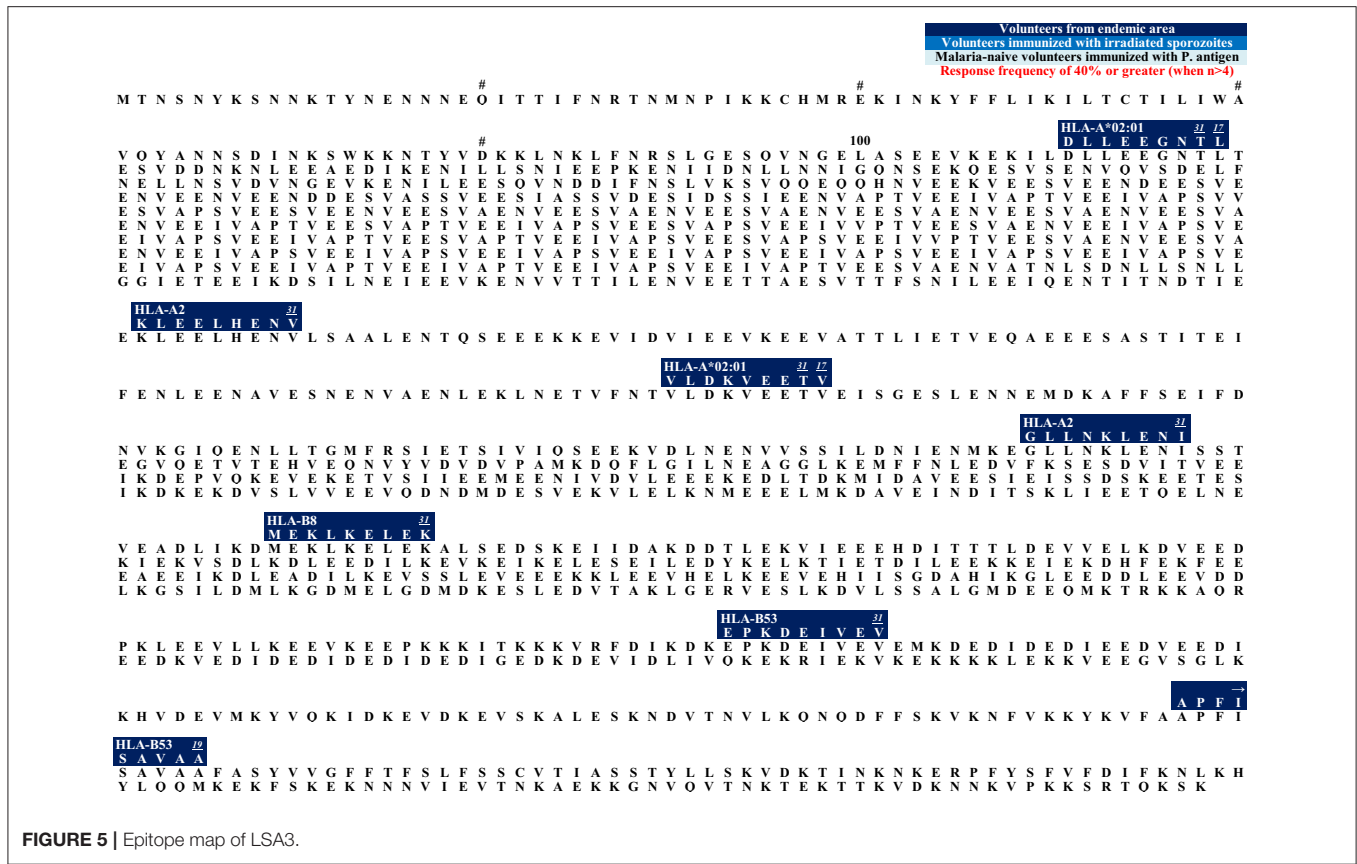 Volunteers from endemic area
Volunteers immunized with irradiated sporozoites
Malaria-naive volunteers immunized with P. antigen
Response frequency of 40% or greater (when n>4)
# # #
M T N S N Y K S N N K T Y N E N N N E Q I T T I F N R T N M N P I K K C H M R E K I N K Y F F L I K I L T C T I L I W A
HLA-A*02:01 31 17
# 100 D L L E E G N T L
V Q Y A N N S D I N K S W K K N T Y V D K K L N K L F N R S L G E S Q V N G E L A S E E V K E K I L D L L E E G N T L T
E S V D D N K N L E E A E D I K E N I L L S N I E E P K E N I I D N L L N N I G Q N S E K Q E S V S E N V Q V S D E L F
N E L L N S V D V N G E V K E N I L E E S Q V N D D I F N S L V K S V Q Q E Q Q H N V E E K V E E S V E E N D E E S V E
E N V E E N V E E N D D E S V A S S V E E S I A S S V D E S I D S S I E E N V A P T V E E I V A P T V E E I V A P S V V
E S V A P S V E E S V E E N V E E S V A E N V E E S V A E N V E E S V A E N V E E S V A E N V E E S V A E N V E E S V A
E N V E E I V A P T V E E S V A P T V E E I V A P S V E E S V A P S V E E I V V P T V E E S V A E N V E E I V A P S V E
E I V A P S V E E I V A P T V E E S V A P T V E E I V A P S V E E S V A P S V E E I V V P T V E E S V A E N V E E S V A
E N V E E I V A P S V E E I V A P S V E E I V A P S V E E I V A P S V E E I V A P S V E E I V A P S V E E I V A P S V E
E I V A P S V E E I V A P T V E E I V A P T V E E I V A P S V E E I V A P T V E E S V A E N V A T N L S D N L L S N L L
G G I E T E E I K D S I L N E I E E V K E N V V T T I L E N V E E T T A E S V T T F S N I L E E I Q E N T I T N D T I E
HLA-A2 31
K L E E L H E N V
E K L E E L H E N V L S A A L E N T Q S E E E K K E V I D V I E E V K E E V A T T L I E T V E Q A E E E S A S T I T E I
HLA-A*02:01 31 17
V L D K V E E T V
F E N L E E N A V E S N E N V A E N L E K L N E T V F N T V L D K V E E T V E I S G E S L E N N E M D K A F F S E I F D
HLA-A2 31
G L L N K L E N I
N V K G I Q E N L L T G M F R S I E T S I V I Q S E E K V D L N E N V V S S I L D N I E N M K E G L L N K L E N I S S T
E G V Q E T V T E H V E Q N V Y V D V D V P A M K D Q F L G I L N E A G G L K E M F F N L E D V F K S E S D V I T V E E
I K D E P V Q K E V E K E T V S I I E E M E E N I V D V L E E E K E D L T D K M I D A V E E S I E I S S D S K E E T E S
I K D K E K D V S L V V E E V Q D N D M D E S V E K V L E L K N M E E E L M K D A V E I N D I T S K L I E E T Q E L N E
HLA-B8 31
M E K L K E L E K
V E A D L I K D M E K L K E L E K A L S E D S K E I I D A K D D T L E K V I E E E H D I T T T L D E V V E L K D V E E D
K I E K V S D L K D L E E D I L K E V K E I K E L E S E I L E D Y K E L K T I E T D I L E E K K E I E K D H F E K F E E
E A E E I K D L E A D I L K E V S S L E V E E E K K L E E V H E L K E E V E H I I S G D A H I K G L E E D D L E E V D D
L K G S I L D M L K G D M E L G D M D K E S L E D V T A K L G E R V E S L K D V L S S A L G M D E E Q M K T R K K A Q R
HLA-B53 31
E P K D E I V E V
P K L E E V L L K E E V K E E P K K K I T K K K V R F D I K D K E P K D E I V E V E M K D E D I D E D I E E D V E E D I
E E D K V E D I D E D I D E D I D E D I G E D K D E V I D L I V Q K E K R I E K V K E K K K K L E K K V E E G V S G L K
→
A P F I
K H V D E V M K Y V Q K I D K E V D K E V S K A L E S K N D V T N V L K Q N Q D F F S K V K N F V K K Y K V F A A P F I
HLA-B53 19
S A V A A
S A V A A F A S Y V V G F F T F S L F S S C V T I A S S T Y L L S K V D K T I N K N K E R P F Y S F V F D I F K N L K H
Y L Q Q M K E K F S K E K N N N V I E V T N K A E K K G N V Q V T N K T E K T T K V D K N N K V P K K S R T Q K S K
FIGURE 5 | Epitope map of LSA3.